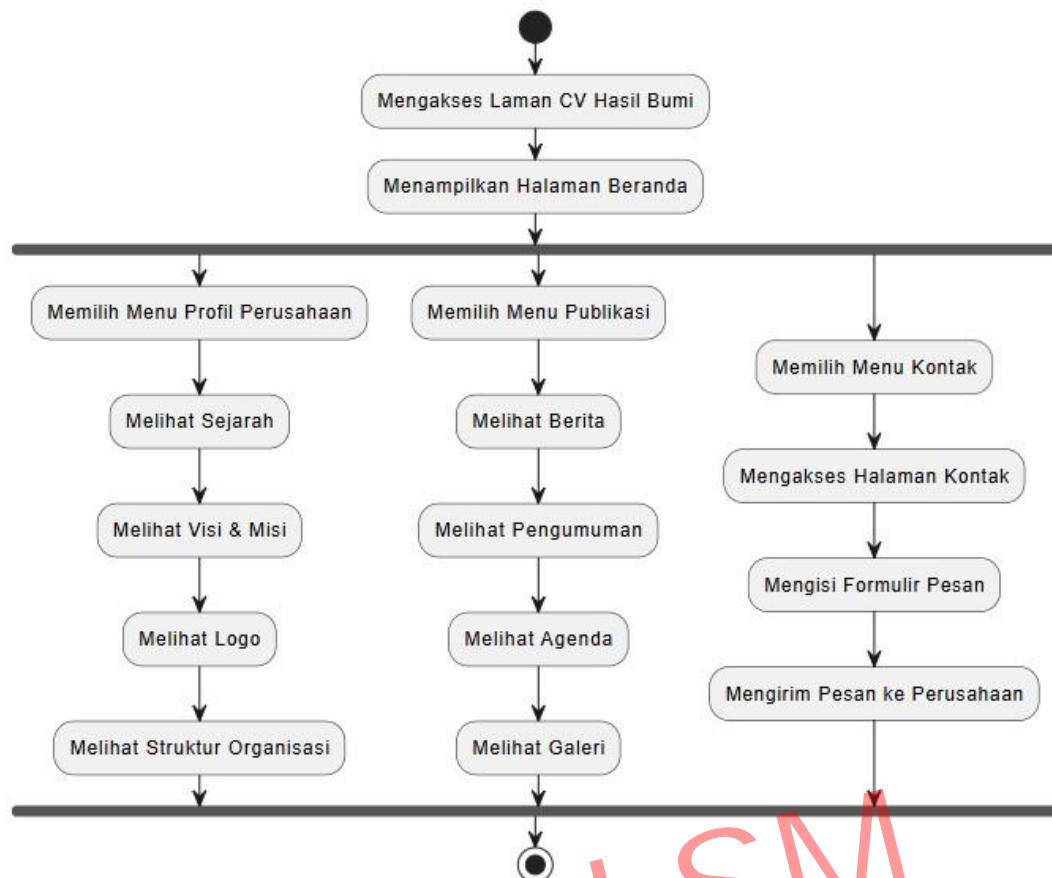 Mengakses Laman CV Hasil Bumi
Menampilkan Halaman Beranda
Memilih Menu Profil Perusahaan
Melihat Sejarah
Melihat Visi & Misi
Melihat Logo
Melihat Struktur Organisasi
Memilih Menu Publikasi
Melihat Berita
Melihat Pengumuman
Melihat Agenda
Melihat Galeri
Memilih Menu Kontak
Mengakses Halaman Kontak
Mengisi Formulir Pesan
Mengirim Pesan ke Perusahaan